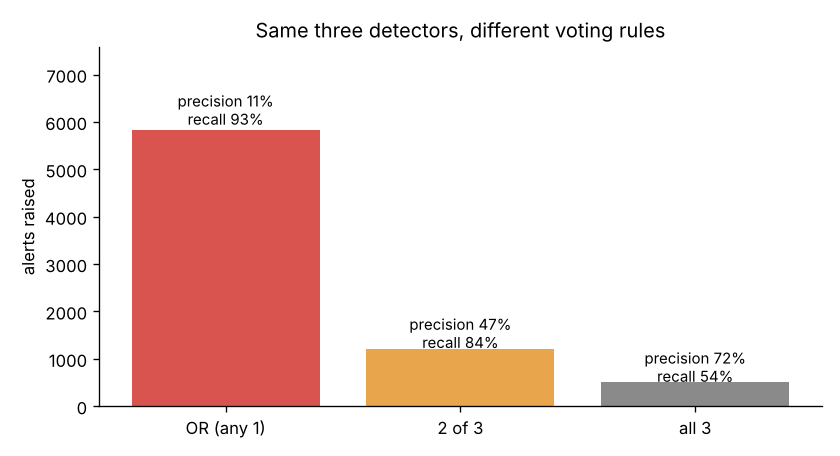 Same three detectors, different voting rules
alerts raised
7000
6000
5000
4000
3000
2000
1000
0
precision 11%
recall 93%
precision 47%
recall 84%
precision 72%
recall 54%
OR (any 1)
2 of 3
all 3